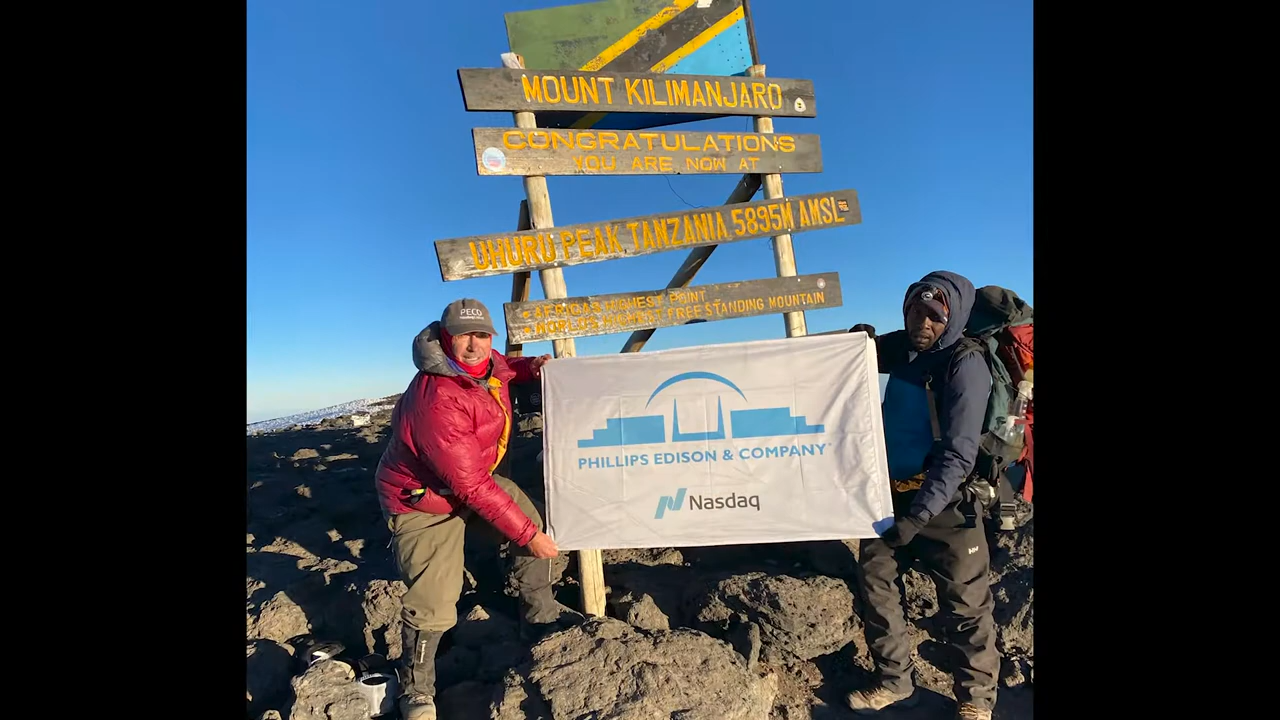 MOUNT KILIMANJARO
CONGRATULATIONS
YOU ARE NOW AT
UHURU PEAK TANZANIA 5895M AMSL
AFRICA'S HIGHEST POINT
WORLD'S HIGHEST FREE STANDING MOUNTAIN
PECO
PHILLIPS EDISON & COMPANY
Nasdaq
HH